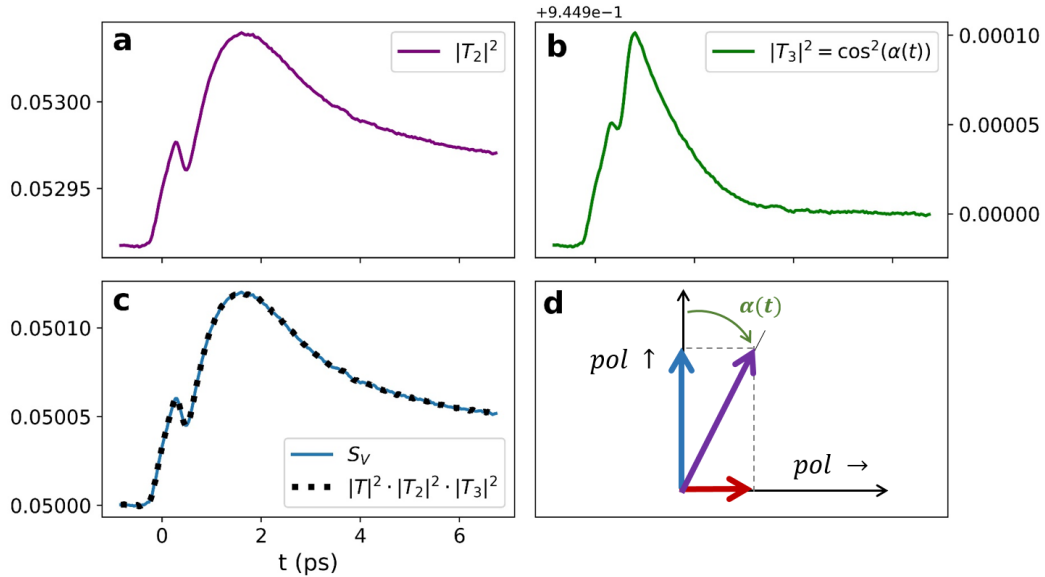 a
|T₂|²
0.05300
0.05295
+9.449e−1
b
|T₃|² = cos²(α(t))
0.00010
0.00005
0.00000
c
0.05010
0.05005
0.05000
S_V
|T|² · |T₂|² · |T₃|²
0 2 4 6
t (ps)
d
α(t)
pol ↑
pol →